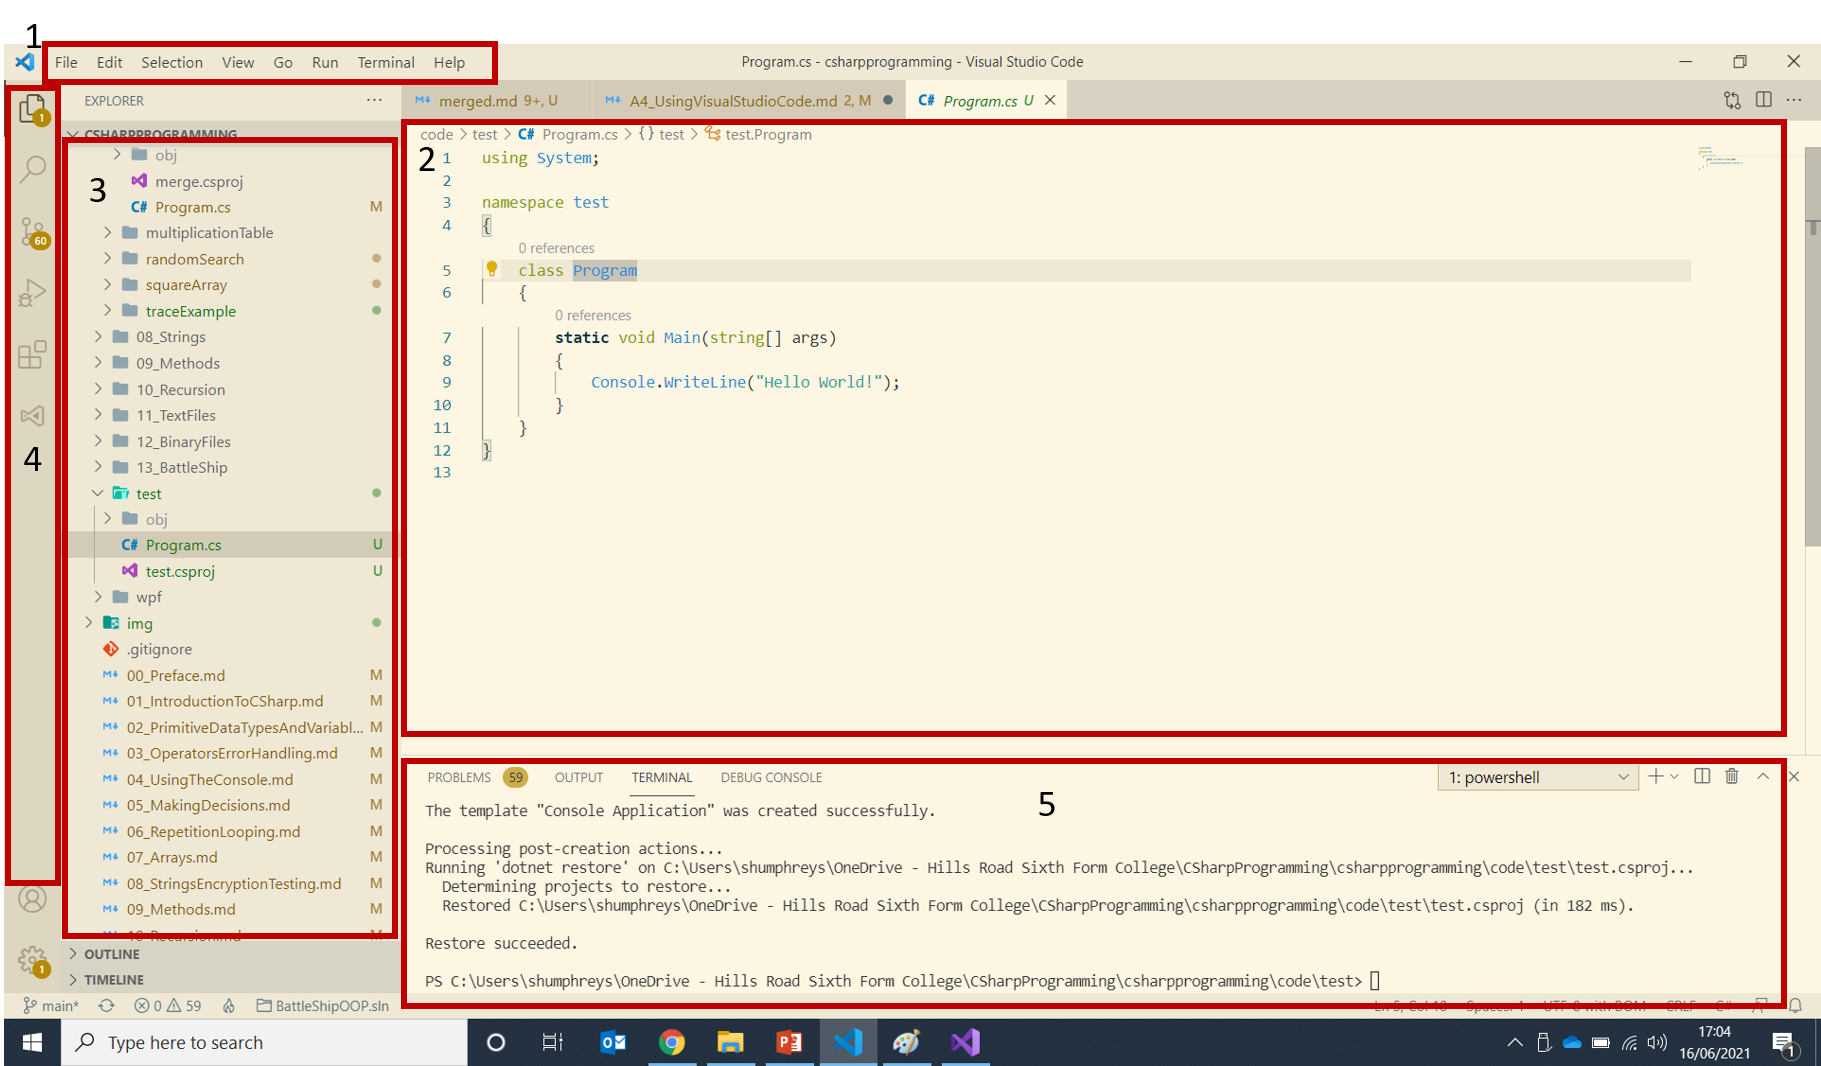 1
File Edit Selection View Go Run Terminal Help
Program.cs - csharpprogramming - Visual Studio Code
EXPLORER
merged.md 9+, U
A4_UsingVisualStudioCode.md 2, M
C# Program.cs U
CSHARPPROGRAMMING
3
obj
merge.csproj
C# Program.cs M
multiplicationTable
randomSearch
squareArray
traceExample
08_Strings
09_Methods
10_Recursion
11_TextFiles
12_BinaryFiles
13_BattleShip
test
obj
C# Program.cs U
test.csproj U
wpf
img
.gitignore
00_Preface.md M
01_IntroductionToCSharp.md M
02_PrimitiveDataTypesAndVariabl... M
03_OperatorsErrorHandling.md M
04_UsingTheConsole.md M
05_MakingDecisions.md M
06_RepetitionLooping.md M
07_Arrays.md M
08_StringsEncryptionTesting.md M
09_Methods.md M
OUTLINE
TIMELINE
1
60
4
1
code > test > C# Program.cs > {} test > test.Program
2
1 using System;
2
3 namespace test
4 {
0 references
5 class Program
6 {
0 references
7 static void Main(string[] args)
8 {
9 Console.WriteLine("Hello World!");
10 }
11 }
12 }
13
PROBLEMS 59 OUTPUT TERMINAL DEBUG CONSOLE
1: powershell
5
The template "Console Application" was created successfully.
Processing post-creation actions...
Running 'dotnet restore' on C:\Users\shumphreys\OneDrive - Hills Road Sixth Form College\CSharpProgramming\csharpprogramming\code\test\test.csproj...
Determining projects to restore...
Restored C:\Users\shumphreys\OneDrive - Hills Road Sixth Form College\CSharpProgramming\csharpprogramming\code\test\test.csproj (in 182 ms).
Restore succeeded.
PS C:\Users\shumphreys\OneDrive - Hills Road Sixth Form College\CSharpProgramming\csharpprogramming\code\test>
main* 0 59 BattleShipOOP.sln
Type here to search
17:04
16/06/2021
1